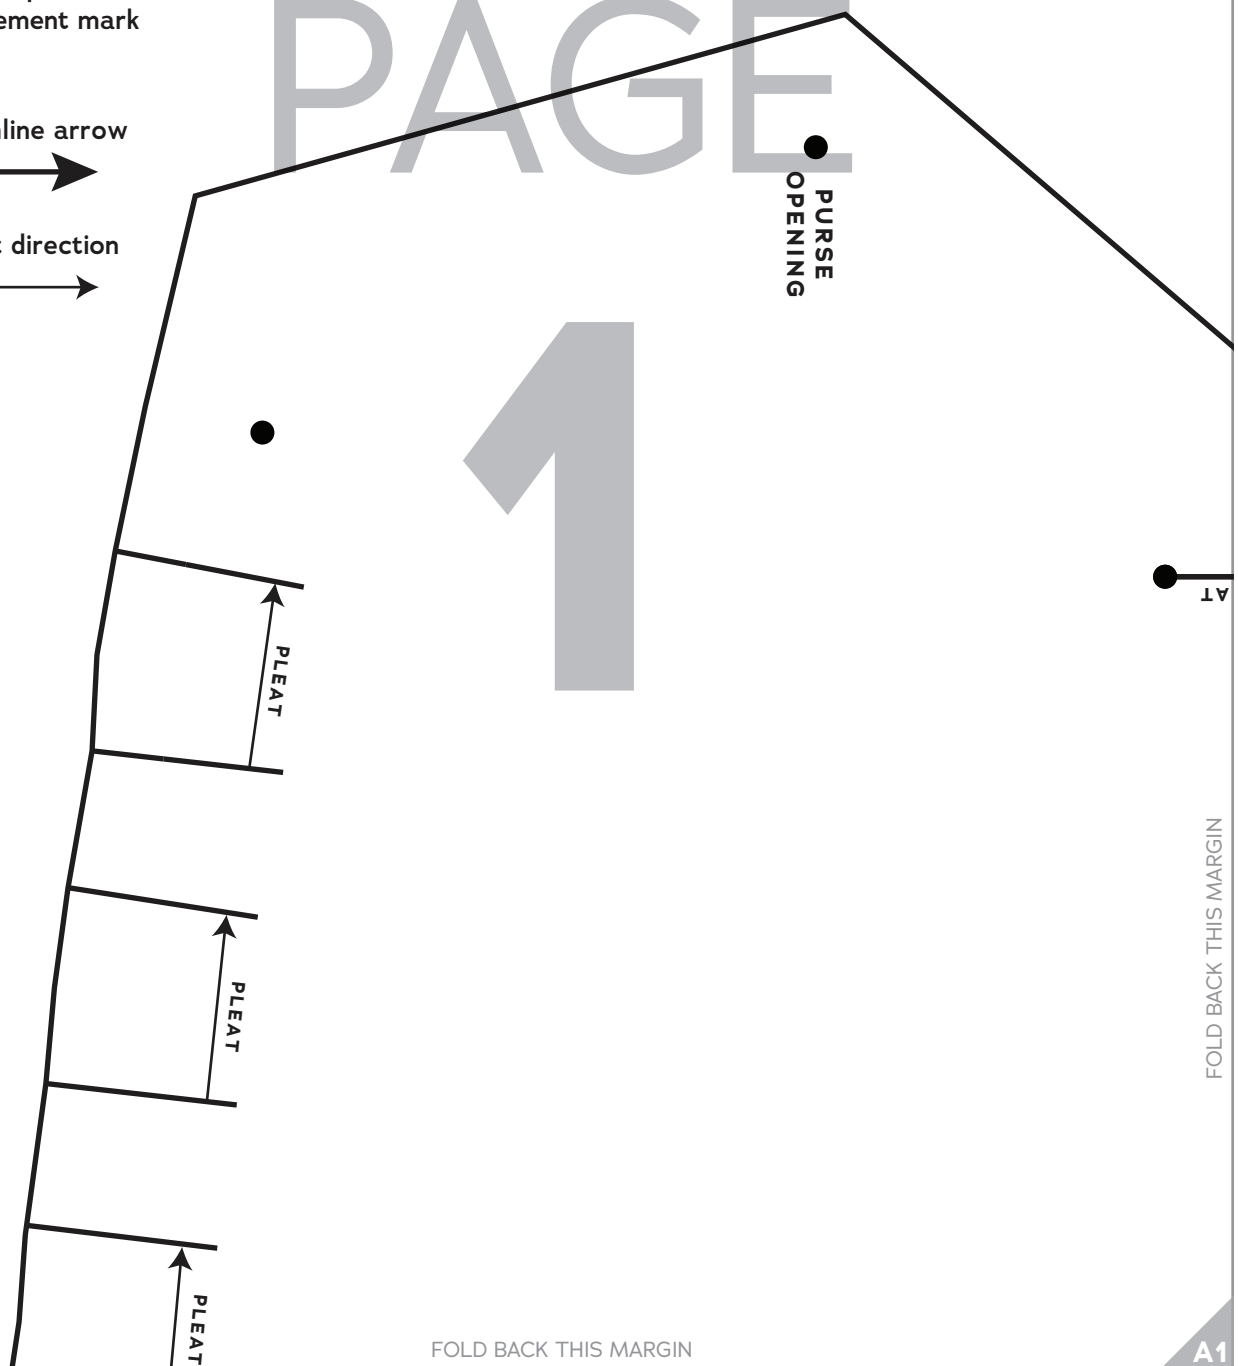 ement mark
PAGE
line arrow
PURSE
OPENING
direction
1
AT
PLEAT
FOLD BACK THIS MARGIN
PLEAT
PLEAT
FOLD BACK THIS MARGIN
A1